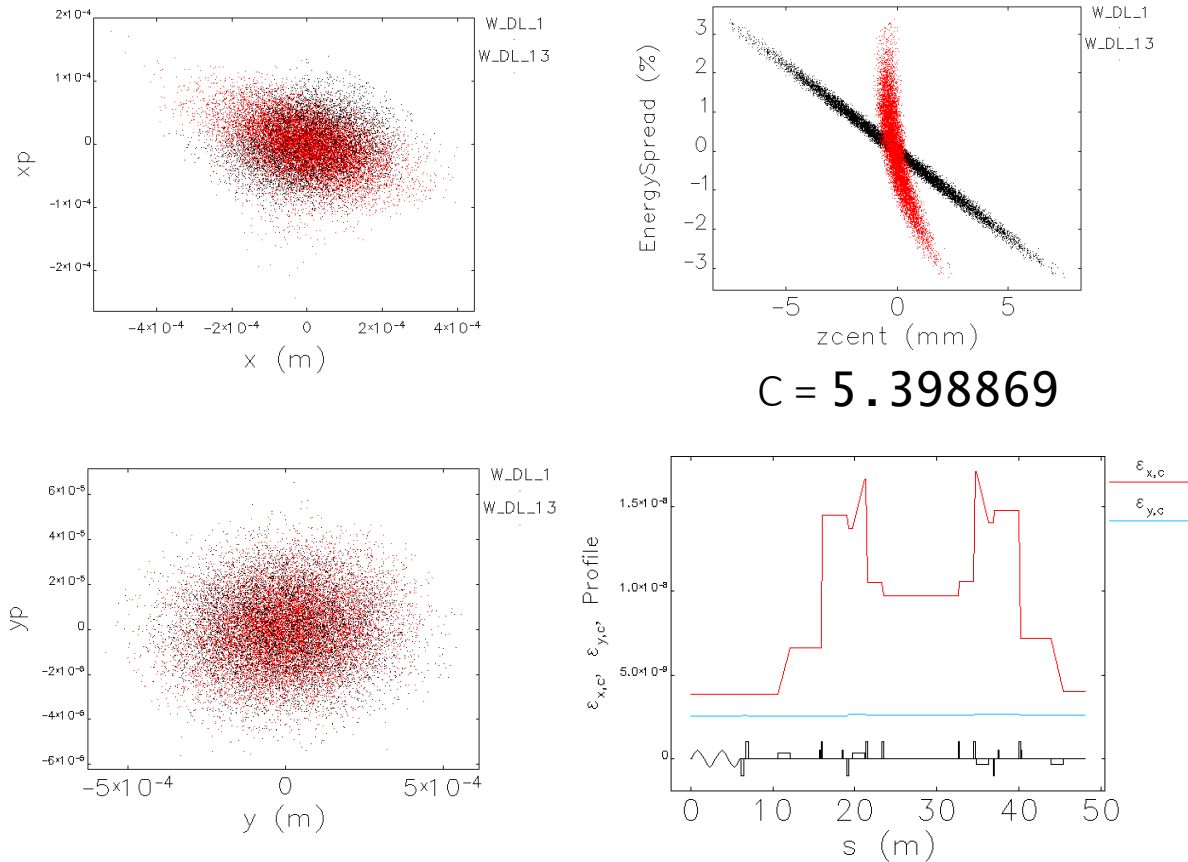 W_DL_1
W_DL_13
2×10⁻⁴
1×10⁻⁴
0
−1×10⁻⁴
−2×10⁻⁴
xp
−4×10⁻⁴
−2×10⁻⁴
0
2×10⁻⁴
4×10⁻⁴
x (m)
W_DL_1
W_DL_13
3
2
1
0
−1
−2
−3
EnergySpread (%)
−5
0
5
zcent (mm)
C = 5.398869
W_DL_1
W_DL_13
6×10⁻⁵
4×10⁻⁵
2×10⁻⁵
0
−2×10⁻⁶
−4×10⁻⁶
−6×10⁻⁶
yp
−5×10⁻⁴
0
5×10⁻⁴
y (m)
εx,c
εy,c
1.5×10⁻⁸
1.0×10⁻⁸
5.0×10⁻⁹
0
εx,c, εy,c, Profile
0
10
20
30
40
50
s (m)